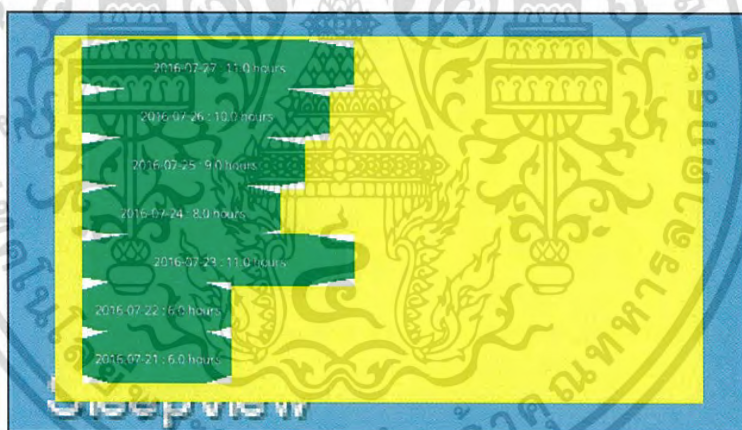 2016-07-27 : 11.0 hours
2016-07-26 : 10.0 hours
2016-07-25 : 9.0 hours
2016-07-24 : 8.0 hours
2016-07-23 : 11.0 hours
2016-07-22 : 6.0 hours
2016-07-21 : 6.0 hours
SleepView